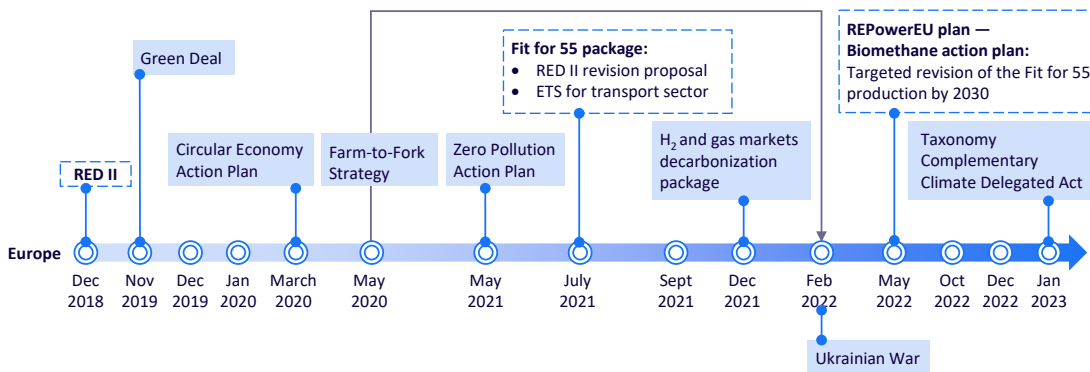 REPowerEU plan —
Biomethane action plan:
Targeted revision of the Fit for 55
production by 2030
Fit for 55 package:
• RED II revision proposal
• ETS for transport sector
Green Deal
Circular Economy
Action Plan
Farm-to-Fork
Strategy
Zero Pollution
Action Plan
H₂ and gas markets
decarbonization
package
Taxonomy
Complementary
Climate Delegated Act
RED II
Europe
Dec
2018
Nov
2019
Dec
2019
Jan
2020
March
2020
May
2020
May
2021
July
2021
Sept
2021
Dec
2021
Feb
2022
May
2022
Oct
2022
Dec
2022
Jan
2023
Ukrainian War